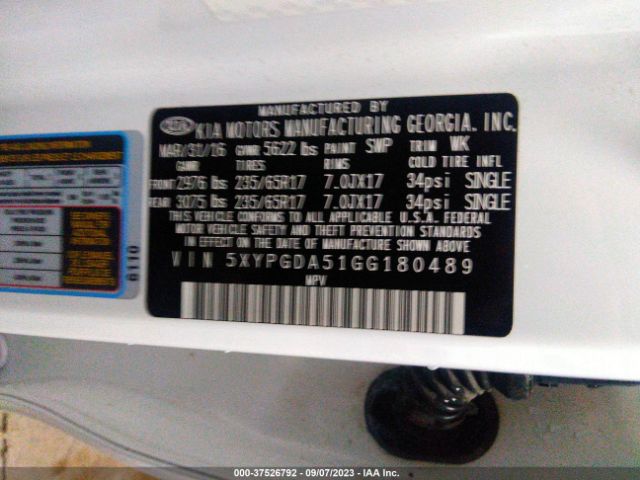 MANUFACTURED BY
KIA KIA MOTORS MANUFACTURING GEORGIA, INC.
MAR/31/16 GVWR 5622 lbs PAINT SWP TRIM WK
GAWR TIRES RIMS COLD TIRE INFL
FRONT 2976 lbs 235/65R17 7.0JX17 34psi SINGLE
REAR 3075 lbs 235/65R17 7.0JX17 34psi SINGLE
THIS VEHICLE CONFORMS TO ALL APPLICABLE U.S.A. FEDERAL
MOTOR VEHICLE SAFETY AND THEFT PREVENTION STANDARDS
IN EFFECT ON THE DATE OF MANUFACTURE SHOWN ABOVE
VIN 5XYPGDA51GG180489
MPV
0110
000-37526792 - 09/07/2023 - IAA Inc.